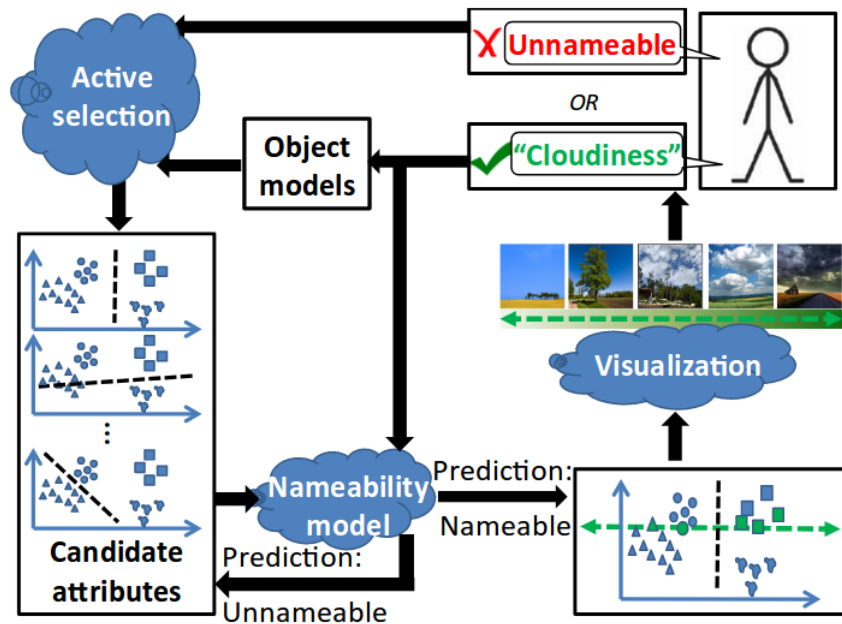 Active
selection
Unnameable
OR
"Cloudiness"
Object
models
Visualization
Nameability
model
Prediction:
Nameable
Prediction:
Unnameable
Candidate
attributes